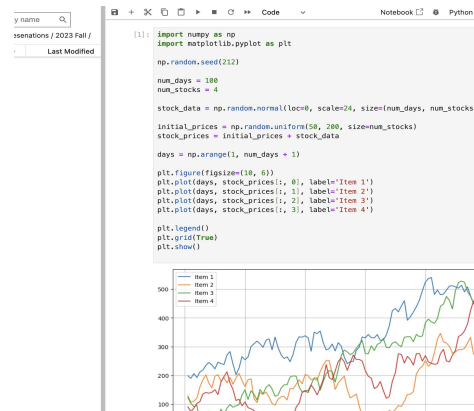 y name
Code
Notebook
Python
esenations / 2023 Fall /
Last Modified
[1]:
import numpy as np
import matplotlib.pyplot as plt
np.random.seed(212)
num_days = 100
num_stocks = 4
stock_data = np.random.normal(loc=0, scale=24, size=(num_days, num_stocks
initial_prices = np.random.uniform(50, 200, size=num_stocks)
stock_prices = initial_prices + stock_data
days = np.arange(1, num_days + 1)
plt.figure(figsize=(10, 6))
plt.plot(days, stock_prices[:, 0], label='Item 1')
plt.plot(days, stock_prices[:, 1], label='Item 2')
plt.plot(days, stock_prices[:, 2], label='Item 3')
plt.plot(days, stock_prices[:, 3], label='Item 4')
plt.legend()
plt.grid(True)
plt.show()
Item 1
Item 2
Item 3
Item 4
500
400
300
200
100